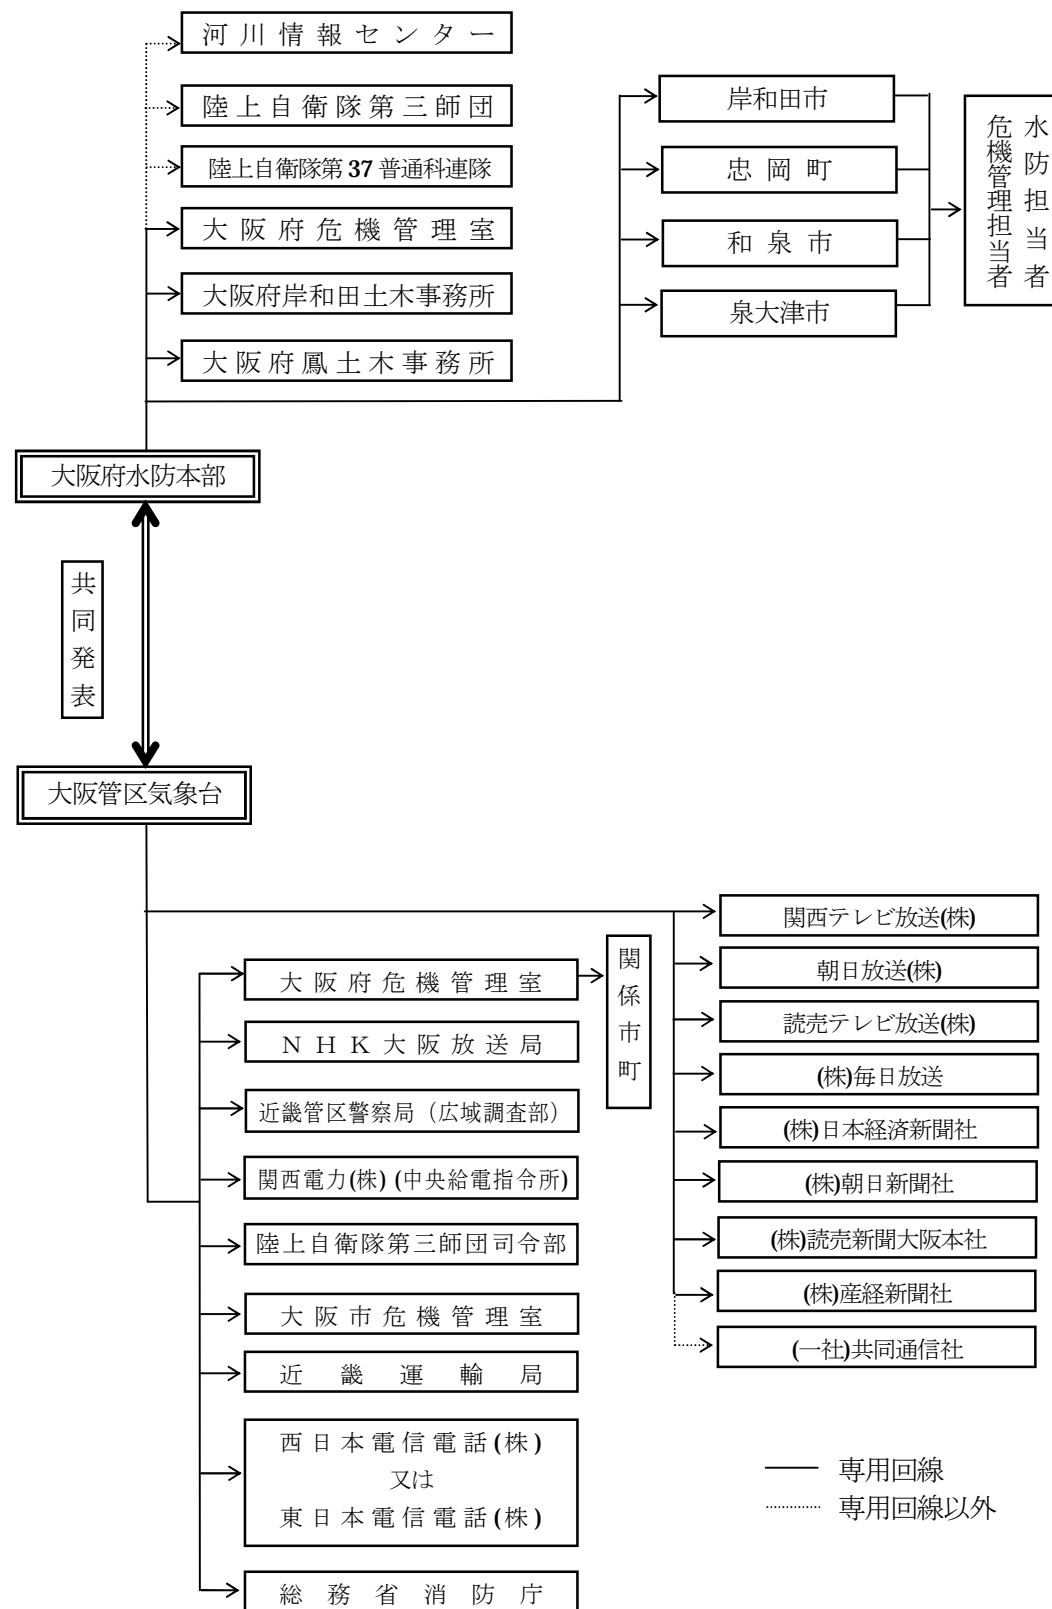 河川情報センター
陸上自衛隊第三師団
陸上自衛隊第37普通科連隊
大阪府危機管理室
大阪府岸和田土木事務所
大阪府鳳土木事務所
岸和田市
忠岡町
和泉市
泉大津市
水防担当者
危機管理担当者
大阪府水防本部
共同発表
大阪管区気象台
大阪府危機管理室
関係市町
NHK大阪放送局
近畿管区警察局（広域調査部）
関西電力(株) (中央給電指令所)
陸上自衛隊第三師団司令部
大阪市危機管理室
近畿運輸局
西日本電信電話(株)
又は
東日本電信電話(株)
総務省消防庁
関西テレビ放送(株)
朝日放送(株)
読売テレビ放送(株)
(株)毎日放送
(株)日本経済新聞社
(株)朝日新聞社
(株)読売新聞大阪本社
(株)産経新聞社
(一社)共同通信社
専用回線
専用回線以外